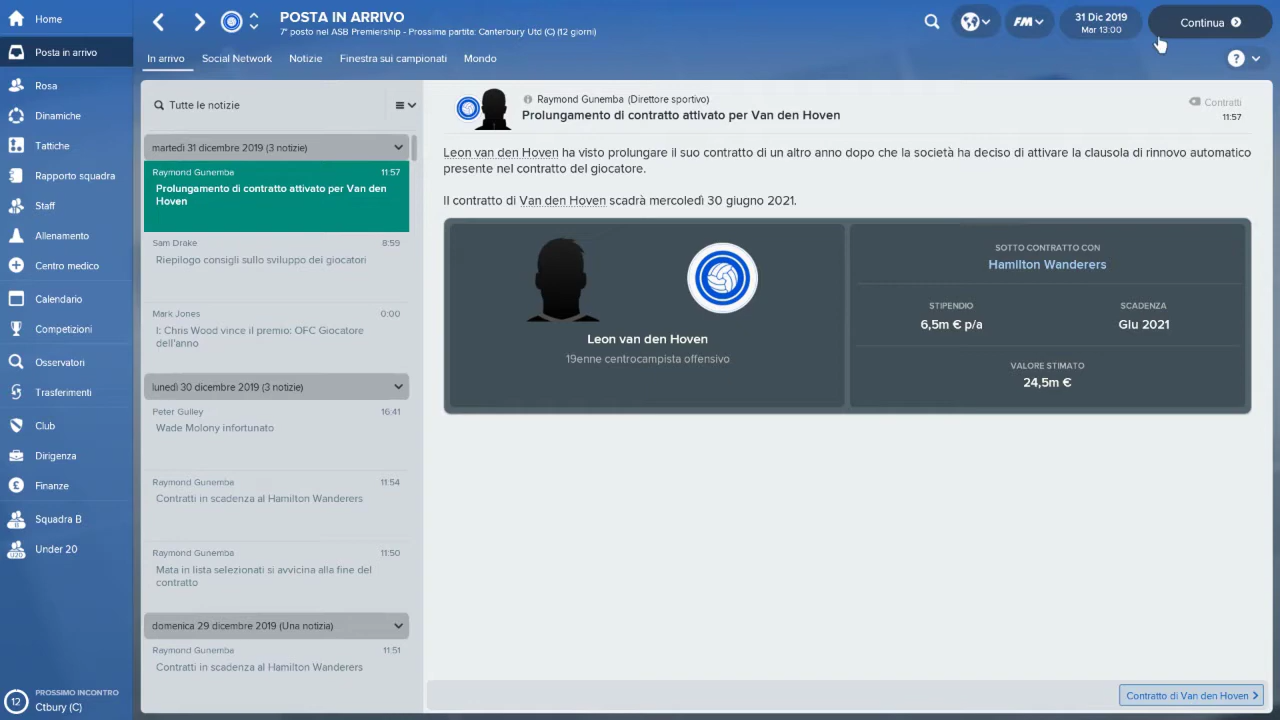 Home
Posta in arrivo
Rosa
Dinamiche
Tattiche
Rapporto squadra
Staff
Allenamento
Centro medico
Calendario
Competizioni
Osservatori
Trasferimenti
Club
Dirigenza
Finanze
Squadra B
Under 20
12
PROSSIMO INCONTRO
Ctbury (C)
POSTA IN ARRIVO
7° posto nel ASB Premiership - Prossima partita: Canterbury Utd (C) (12 giorni)
FM
31 Dic 2019
Mar 13:00
Continua
In arrivo
Social Network
Notizie
Finestra sui campionati
Mondo
?
Tutte le notizie
martedì 31 dicembre 2019 (3 notizie)
Raymond Gunemba 11:57
Prolungamento di contratto attivato per Van den
Hoven
Sam Drake 8:59
Riepilogo consigli sullo sviluppo dei giocatori
Mark Jones 0:00
I: Chris Wood vince il premio: OFC Giocatore
dell'anno
lunedì 30 dicembre 2019 (3 notizie)
Peter Gulley 16:41
Wade Molony infortunato
Raymond Gunemba 11:54
Contratti in scadenza al Hamilton Wanderers
Raymond Gunemba 11:50
Mata in lista selezionati si avvicina alla fine del
contratto
domenica 29 dicembre 2019 (Una notizia)
Raymond Gunemba 11:51
Contratti in scadenza al Hamilton Wanderers
Raymond Gunemba (Direttore sportivo)
Prolungamento di contratto attivato per Van den Hoven
Contratti
11:57
Leon van den Hoven ha visto prolungare il suo contratto di un altro anno dopo che la società ha deciso di attivare la clausola di rinnovo automatico
presente nel contratto del giocatore.
Il contratto di Van den Hoven scadrà mercoledì 30 giugno 2021.
Leon van den Hoven
19enne centrocampista offensivo
SOTTO CONTRATTO CON
Hamilton Wanderers
STIPENDIO
6,5m € p/a
SCADENZA
Giu 2021
VALORE STIMATO
24,5m €
Contratto di Van den Hoven